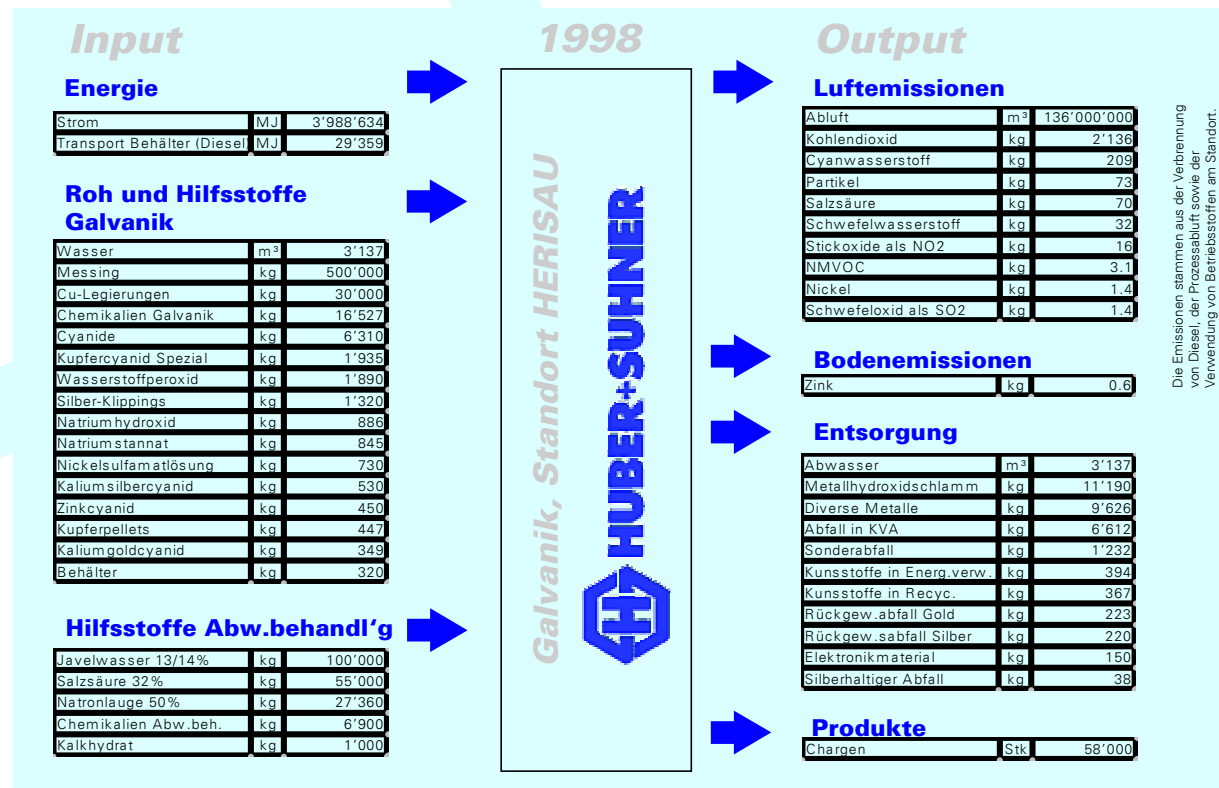 Input
1998
Output
Energie
Strom MJ 3’988’634
Transport Behälter (Diesel) MJ 29’359
Roh und Hilfsstoffe
Galvanik
Wasser m³ 3’137
Messing kg 500’000
Cu-Legierungen kg 30’000
Chemikalien Galvanik kg 16’527
Cyanide kg 6’310
Kupfercyanid Spezial kg 1’935
Wasserstoffperoxid kg 1’890
Silber-Klippings kg 1’320
Natriumhydroxid kg 886
Natriumstannat kg 845
Nickelsulfamatlösung kg 730
Kaliumsilbercyanid kg 530
Zinkcyanid kg 450
Kupferpellets kg 447
Kaliumgoldcyanid kg 349
Behälter kg 320
Hilfsstoffe Abw.behandl‘g
Javelwasser 13/14% kg 100’000
Salzsäure 32% kg 55’000
Natronlauge 50% kg 27’360
Chemikalien Abw.beh. kg 6’900
Kalkhydrat kg 1’000
Galvanik, Standort HERISAU
HUBER+SUHNER
Luftemissionen
Abluft m³ 136’000’000
Kohlendioxid kg 2’136
Cyanwasserstoff kg 209
Partikel kg 73
Salzsäure kg 70
Schwefelwasserstoff kg 32
Stickoxide als NO2 kg 16
NMVOC kg 3.1
Nickel kg 1.4
Schwefeloxid als SO2 kg 1.4
Bodenemissionen
Zink kg 0.6
Entsorgung
Abwasser m³ 3’137
Metallhydroxidschlamm kg 11’190
Diverse Metalle kg 9’626
Abfall in KVA kg 6’612
Sonderabfall kg 1’232
Kunsstoffe in Energ.verw. kg 394
Kunsstoffe in Recyc. kg 367
Rückgew.abfall Gold kg 223
Rückgew.sabfall Silber kg 220
Elektronikmaterial kg 150
Silberhaltiger Abfall kg 38
Produkte
Chargen Stk 58’000
Die Emissionen stammen aus der Verbrennung
von Diesel, der Prozessabluft sowie der
Verwendung von Betriebsstoffen am Standort.